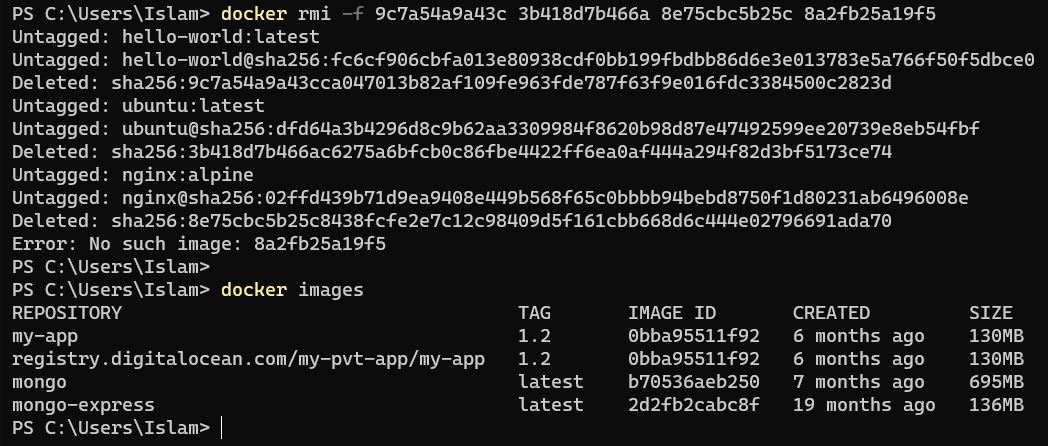 PS C:\Users\Islam> docker rmi -f 9c7a54a9a43c 3b418d7b466a 8e75cbc5b25c 8a2fb25a19f5
Untagged: hello-world:latest
Untagged: hello-world@sha256:fc6cf906cbfa013e80938cdf0bb199fbdbb86d6e3e013783e5a766f50f5dbce0
Deleted: sha256:9c7a54a9a43cca047013b82af109fe963fde787f63f9e016fdc3384500c2823d
Untagged: ubuntu:latest
Untagged: ubuntu@sha256:dfd64a3b4296d8c9b62aa3309984f8620b98d87e47492599ee20739e8eb54fbf
Deleted: sha256:3b418d7b466ac6275a6bfcb0c86fbe4422ff6ea0af444a294f82d3bf5173ce74
Untagged: nginx:alpine
Untagged: nginx@sha256:02ffd439b71d9ea9408e449b568f65c0bbbb94bebd8750f1d80231ab6496008e
Deleted: sha256:8e75cbc5b25c8438fcfe2e7c12c98409d5f161cbb668d6c444e02796691ada70
Error: No such image: 8a2fb25a19f5
PS C:\Users\Islam>
PS C:\Users\Islam> docker images
REPOSITORY TAG IMAGE ID CREATED SIZE
my-app 1.2 0bba95511f92 6 months ago 130MB
registry.digitalocean.com/my-pvt-app/my-app 1.2 0bba95511f92 6 months ago 130MB
mongo latest b70536aeb250 7 months ago 695MB
mongo-express latest 2d2fb2cabc8f 19 months ago 136MB
PS C:\Users\Islam>